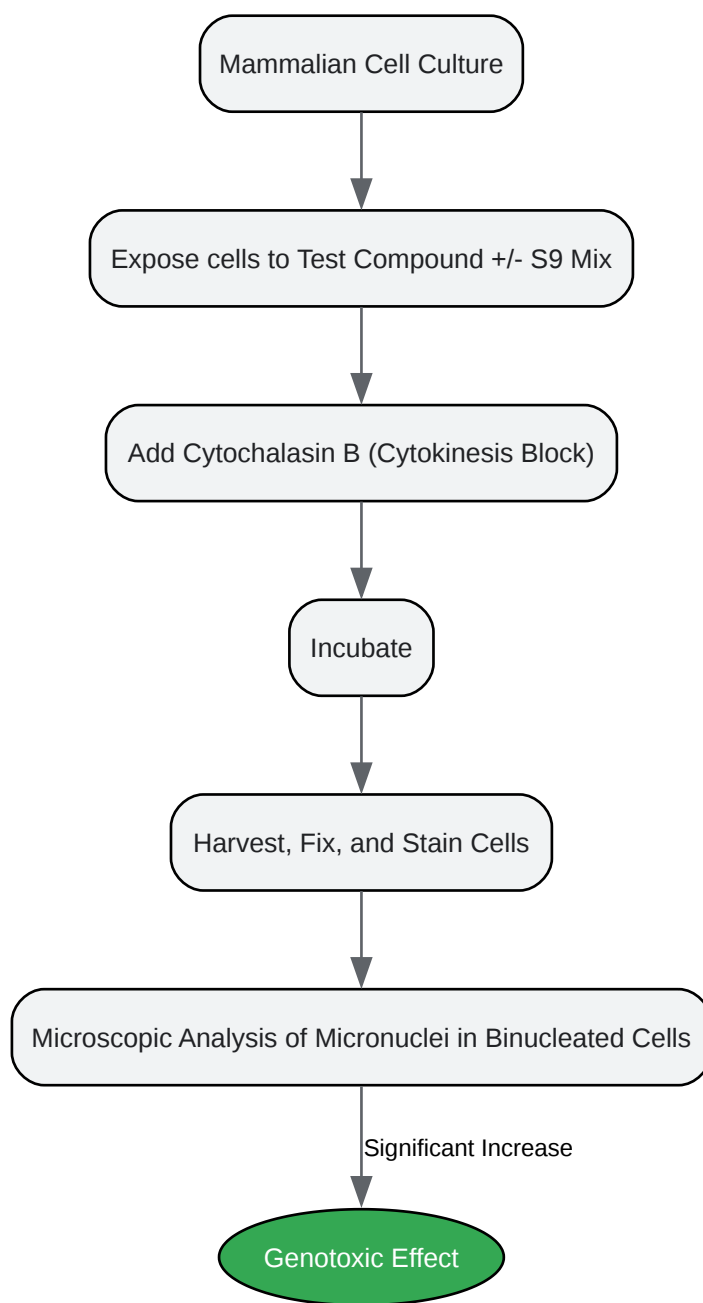 Mammalian Cell Culture
Expose cells to Test Compound +/- S9 Mix
Add Cytochalasin B (Cytokinesis Block)
Incubate
Harvest, Fix, and Stain Cells
Microscopic Analysis of Micronuclei in Binucleated Cells
Significant Increase
Genotoxic Effect